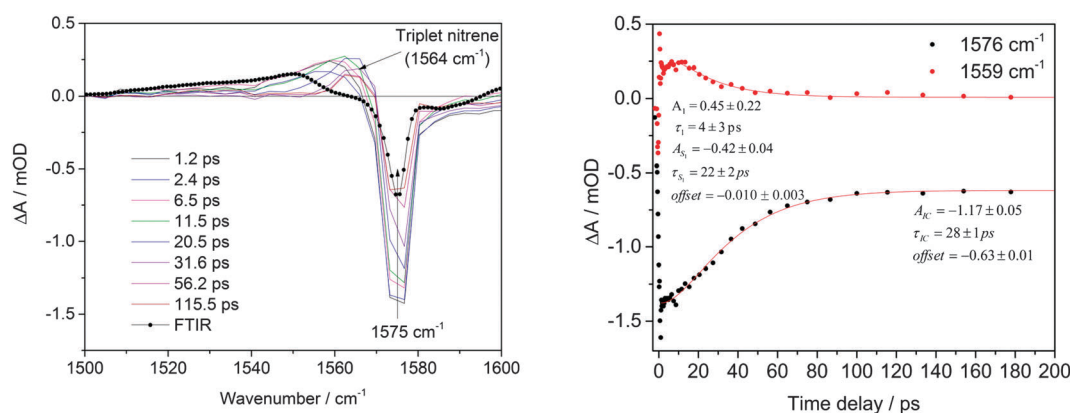 0.5
0.0
-0.5
-1.0
-1.5
ΔA / mOD
Triplet nitrene
(1564 cm⁻¹)
1.2 ps
2.4 ps
6.5 ps
11.5 ps
20.5 ps
31.6 ps
56.2 ps
115.5 ps
FTIR
1575 cm⁻¹
1500 1520 1540 1560 1580 1600
Wavenumber / cm⁻¹
0.5
0.0
-0.5
-1.0
-1.5
ΔA / mOD
1576 cm⁻¹
1559 cm⁻¹
A₁ = 0.45 ± 0.22
τ₁ = 4 ± 3 ps
A_S₁ = −0.42 ± 0.04
τ_S₁ = 22 ± 2 ps
offset = −0.010 ± 0.003
A_IC = −1.17 ± 0.05
τ_IC = 28 ± 1 ps
offset = −0.63 ± 0.01
0 20 40 60 80 100 120 140 160 180 200
Time delay / ps